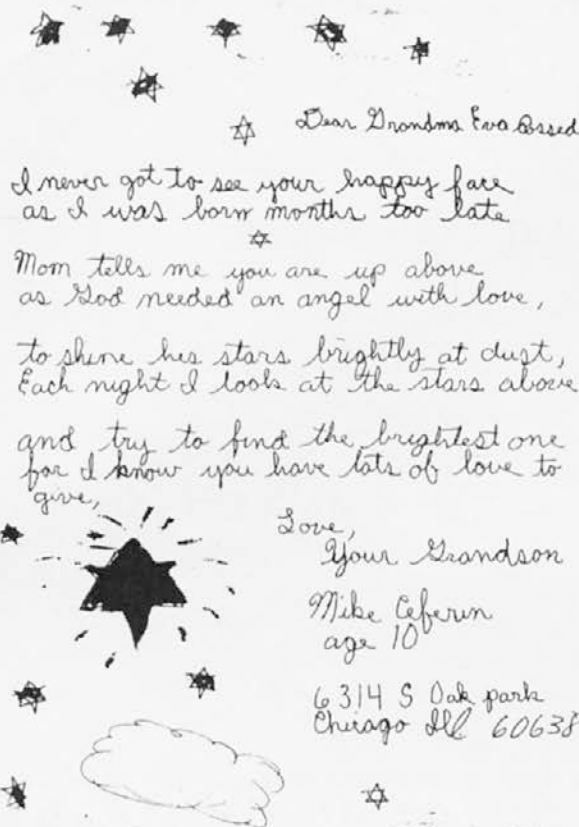 Dear Grandma Eva
I never got to see your happy face
as I was born months too late
Mom tells me you are up above
as God needed an angel with love,
to shine hes stars brightly at dust,
Each night I look at the stars above
and try to find the brightest one
for I know you have lots of love to
give,
Love,
Your Grandson
Mike Ceferin
age 10
6314 S Oak park
Chicago Ill 60638